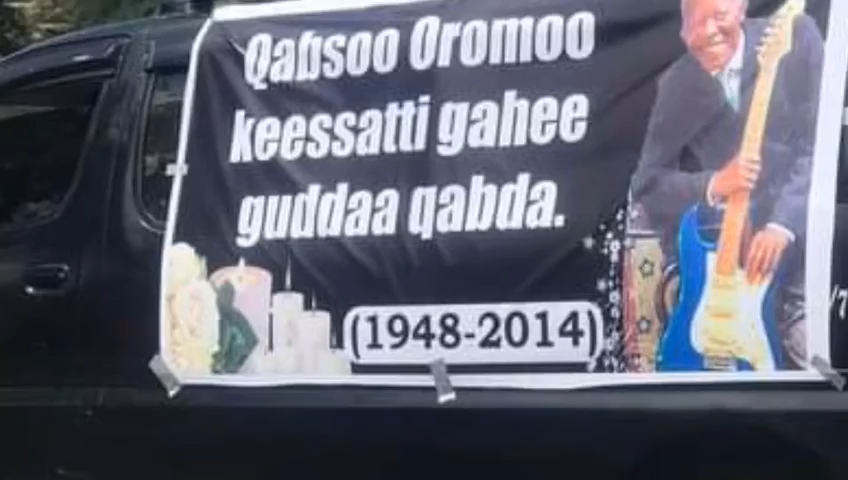 Qabsoo Oromoo
keessatti gahee
guddaa qabda.
(1948-2014)